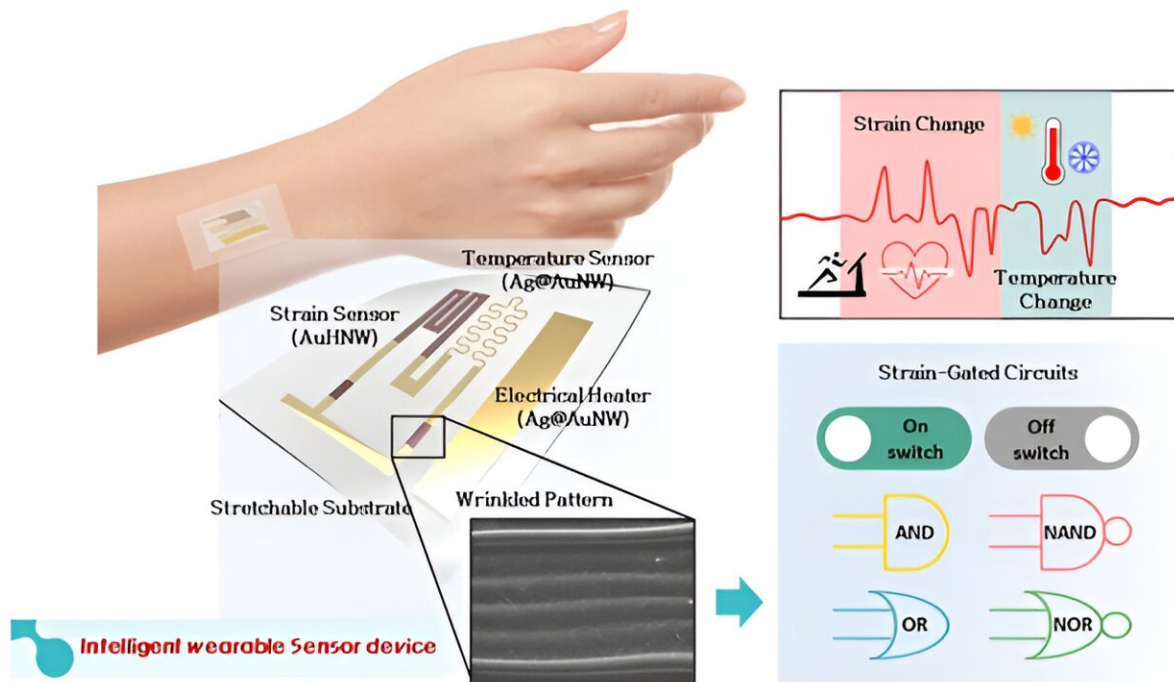 Strain Change
Temperature
Change
Temperature Sensor
(Ag@AuNW)
Strain Sensor
(AuHNW)
Electrical Heater
(Ag@AuNW)
Stretchable Substrate
Wrinkled Pattern
Strain-Gated Circuits
On
switch
Off
switch
AND
NAND
OR
NOR
Intelligent wearable Sensor device